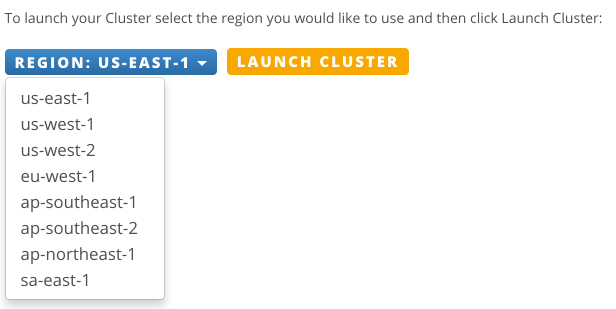 To launch your Cluster select the region you would like to use and then click Launch Cluster:
REGION: US-EAST-1 LAUNCH CLUSTER
us-east-1
us-west-1
us-west-2
eu-west-1
ap-southeast-1
ap-southeast-2
ap-northeast-1
sa-east-1